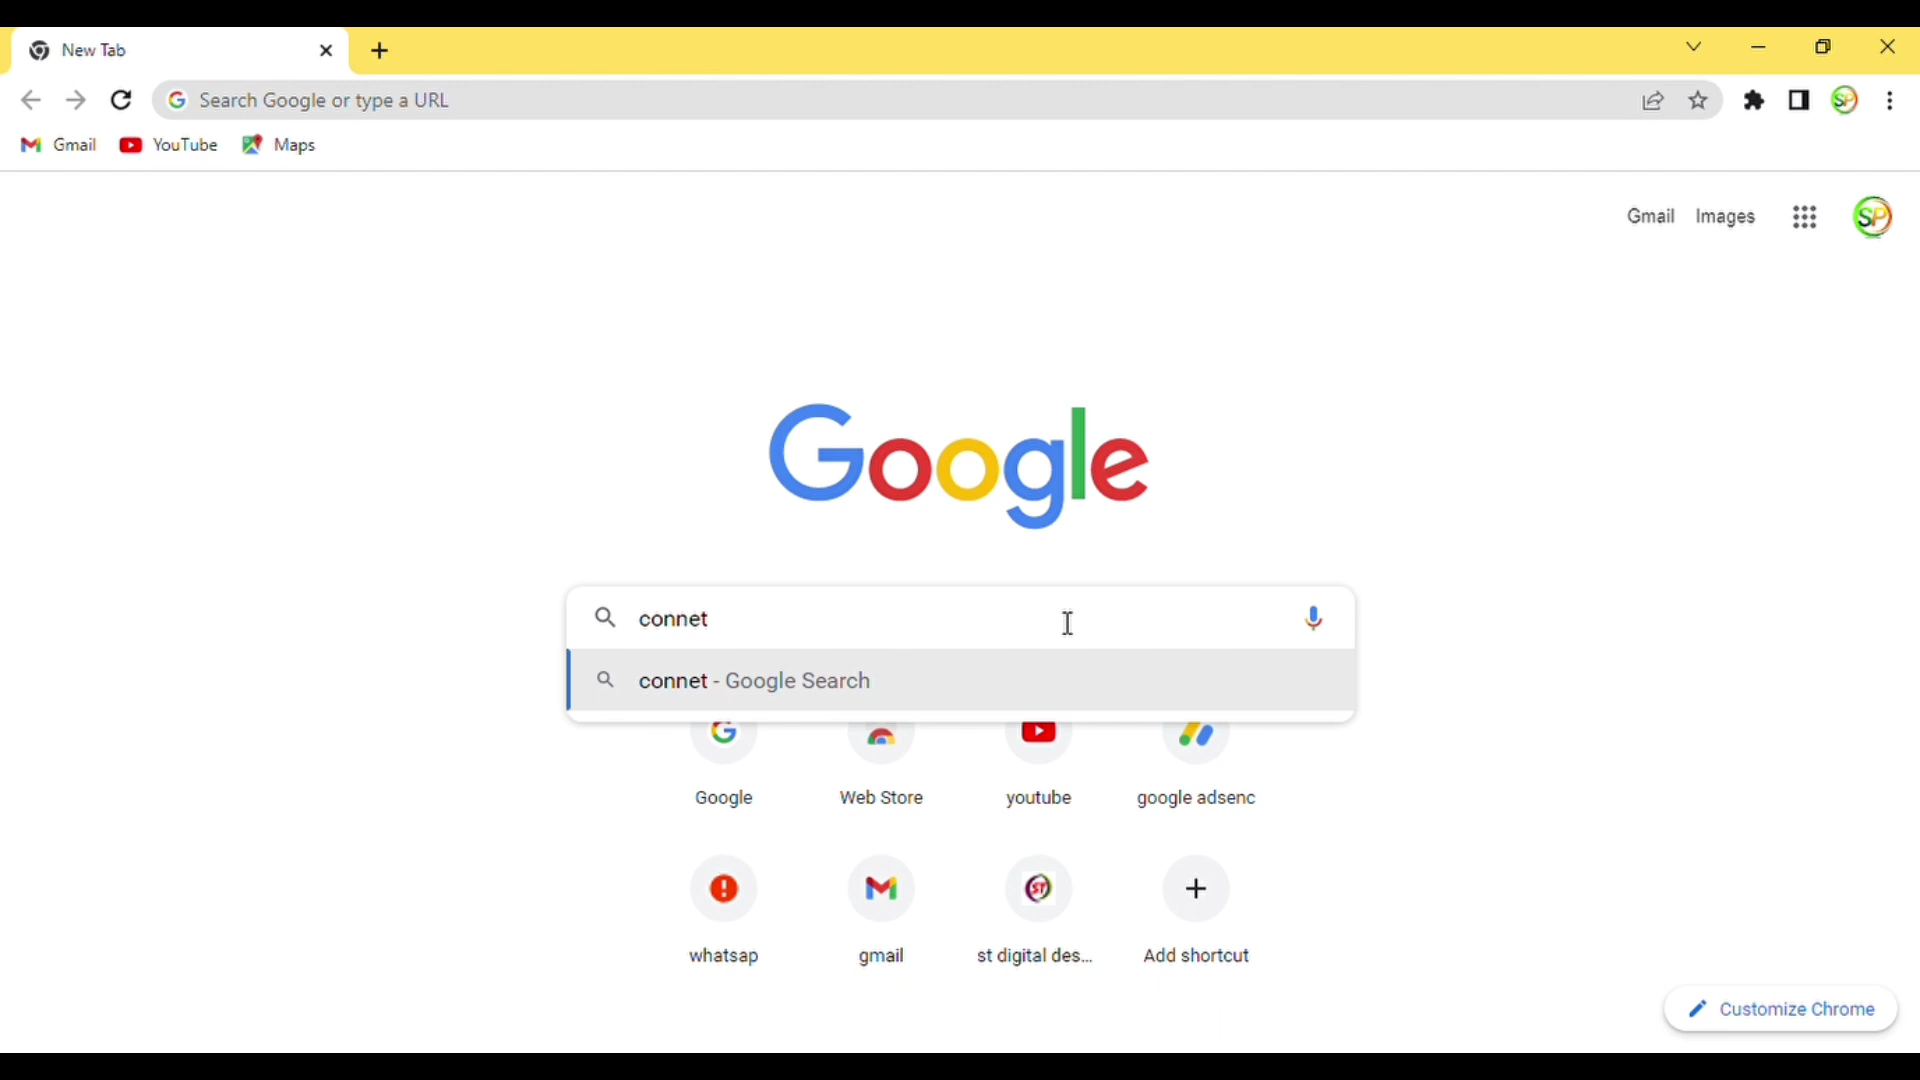 New Tab
Search Google or type a URL
Gmail YouTube Maps
Gmail Images SP
Google
connet
connet - Google Search
Google Web Store youtube google adsenc
whatsap gmail st digital des... Add shortcut
Customize Chrome